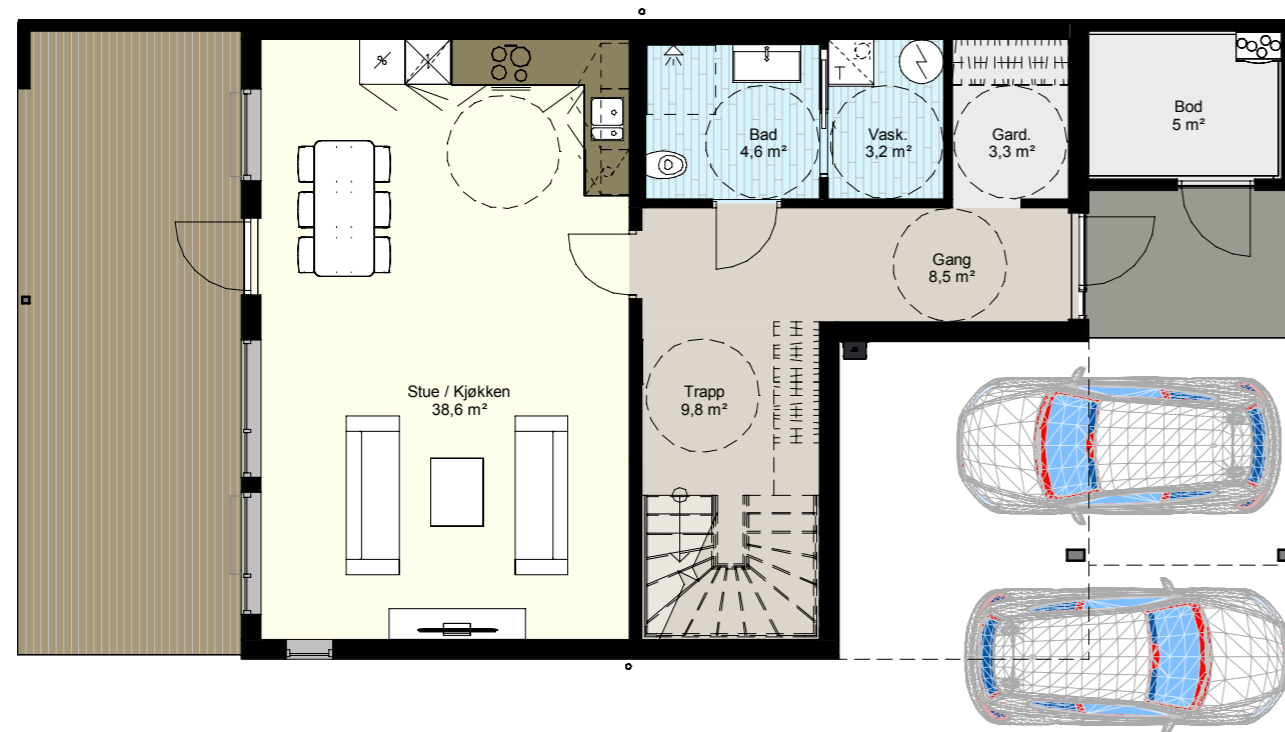 Bad
4,6 m²
Vask.
3,2 m²
Gard.
3,3 m²
Bod
5 m²
T
Gang
8,5 m²
Stue / Kjøkken
38,6 m²
Trapp
9,8 m²